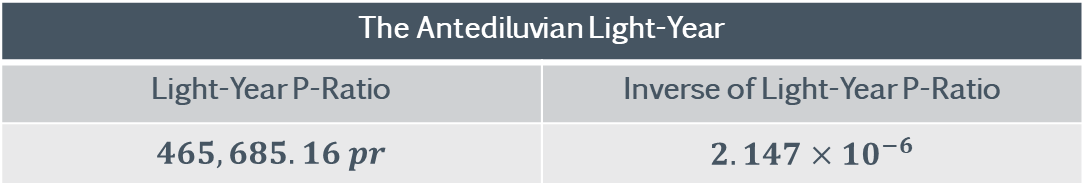 The Antediluvian Light-Year
Light-Year P-Ratio Inverse of Light-Year P-Ratio
465,685.16 pr 2.147 × 10⁻⁶